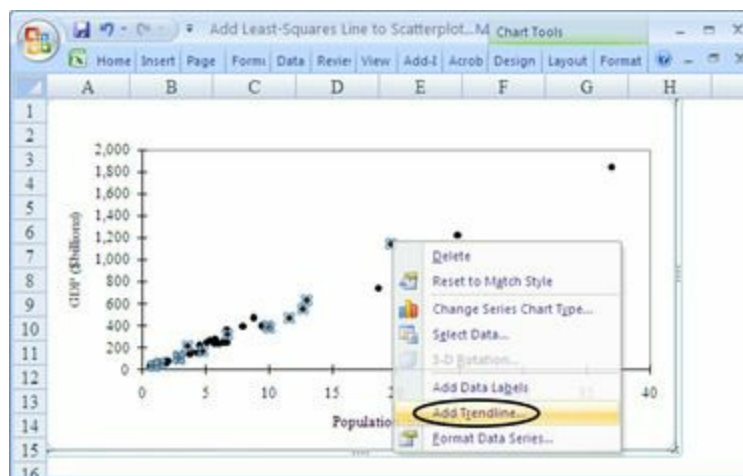 Add Least-Squares Line to Scatterplot...M Chart Tools
Home Insert Page Formu Data Review View Add-I Acrob Design Layout Format
A B C D E F G H
1
2
3
4
5
6
7
8
9
10
11
12
13
14
15
16
GDP ($billions)
2,000
1,800
1,600
1,400
1,200
1,000
800
600
400
200
0
0 5 10 15 40
Population
Delete
Reset to Match Style
Change Series Chart Type...
Select Data...
3-D Rotation...
Add Data Labels
Add Trendline...
Format Data Series...